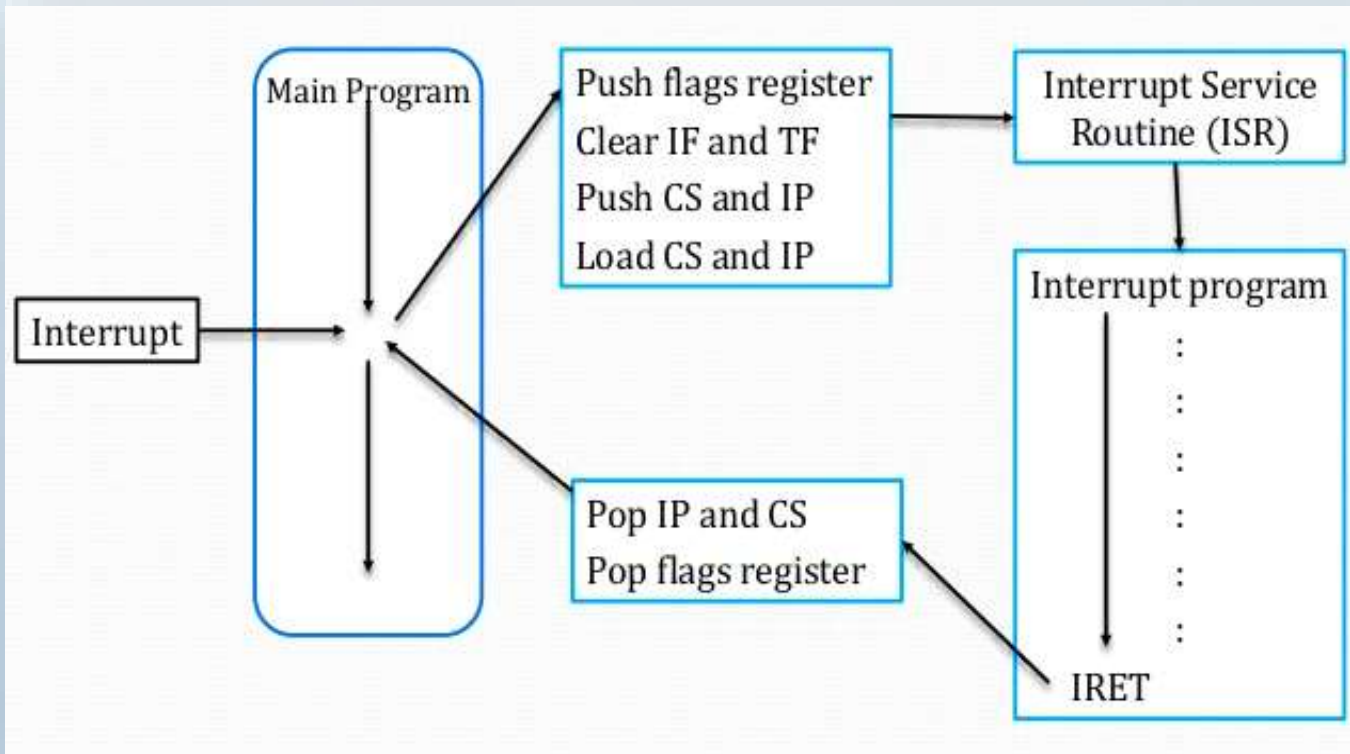 Main Program
Interrupt
Push flags register
Clear IF and TF
Push CS and IP
Load CS and IP
Interrupt Service
Routine (ISR)
Interrupt program
:
:
:
:
:
:
IRET
Pop IP and CS
Pop flags register